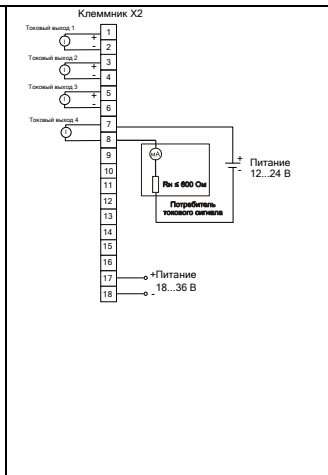 Клеммник X2
Токовый выход 1
i
+
-
1
2
Токовый выход 2
i
+
-
3
4
Токовый выход 3
i
+
-
5
6
Токовый выход 4
i
7
8
9
10
11
12
13
14
15
16
17
18
мА
Rн ≤ 600 Ом
Потребитель
токового сигнала
+
-
Питание
12...24 В
+Питание
18...36 В
-